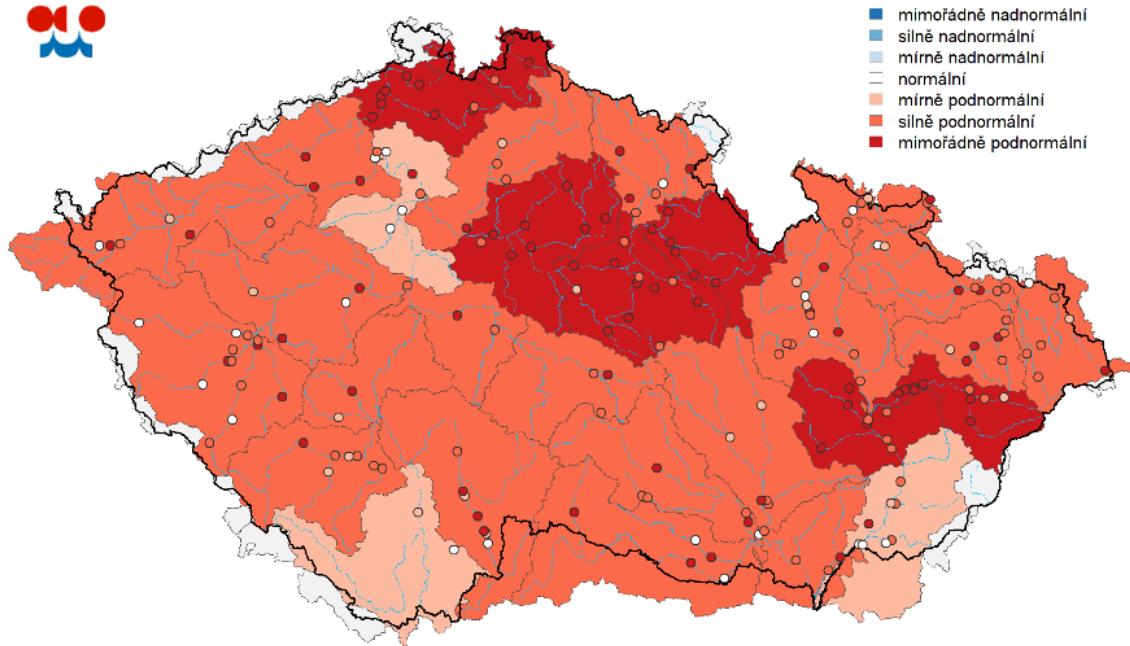 mimořádně nadnormální
silně nadnormální
mírně nadnormální
normální
mírně podnormální
silně podnormální
mimořádně podnormální